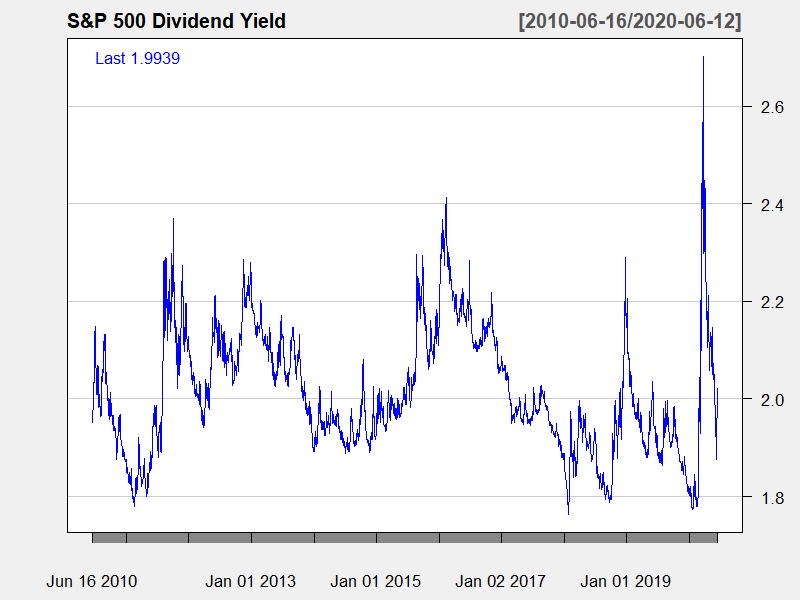 S&P 500 Dividend Yield [2010-06-16/2020-06-12]
Last 1.9939
2.6
2.4
2.2
2.0
1.8
Jun 16 2010 Jan 01 2013 Jan 01 2015 Jan 02 2017 Jan 01 2019